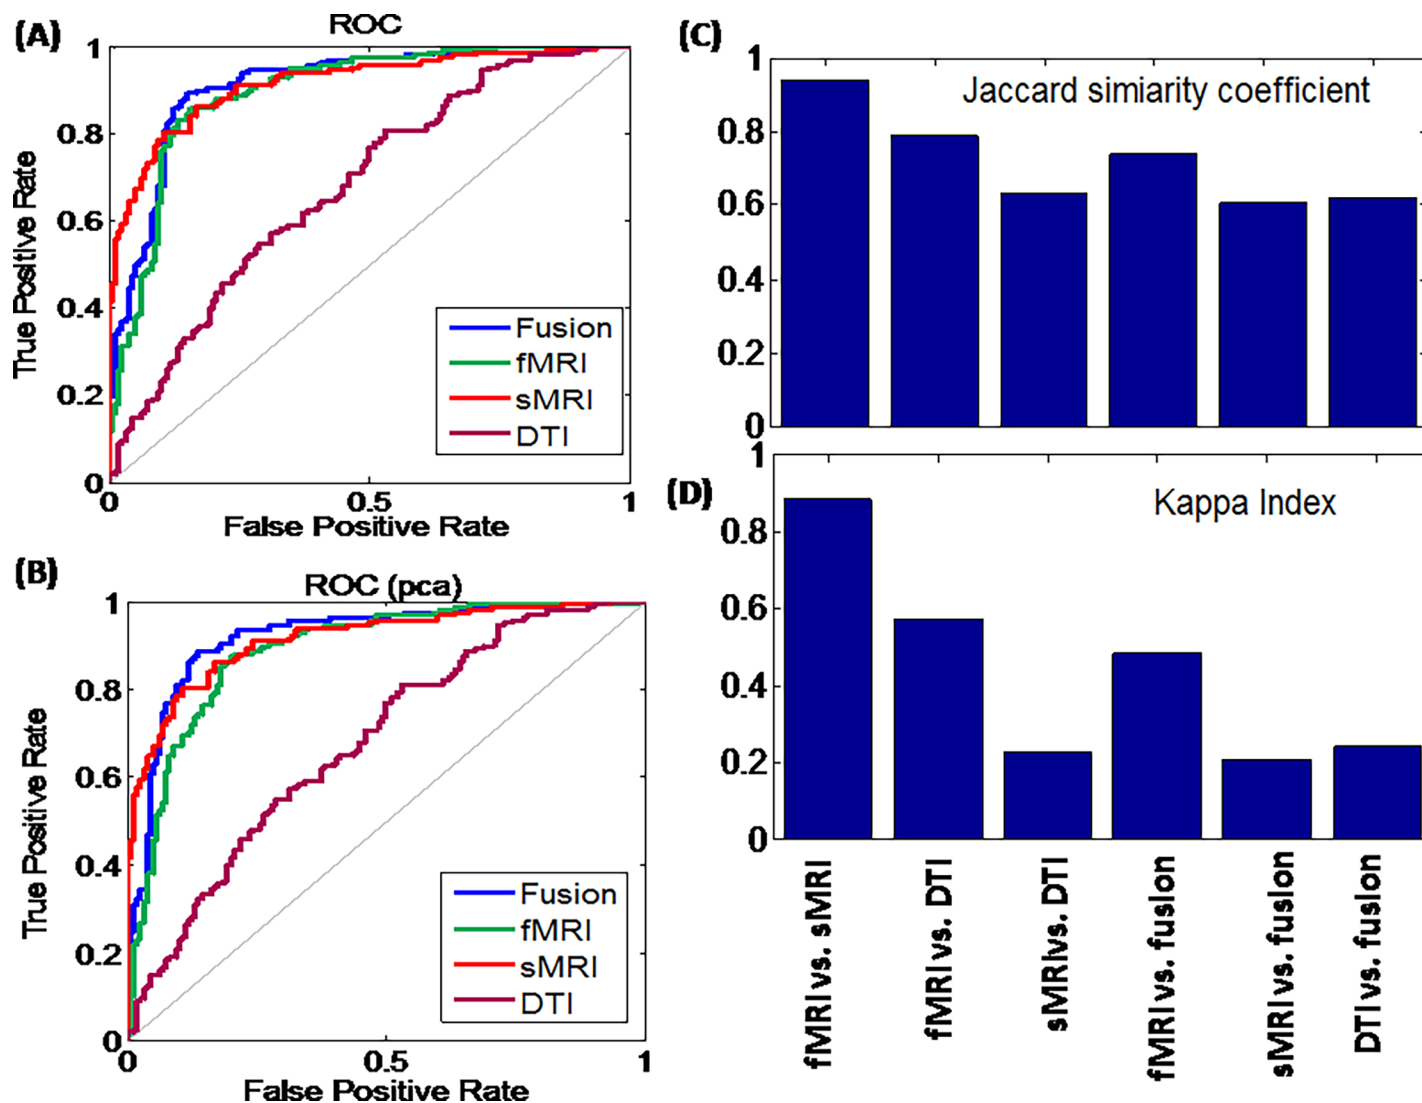 (A)
ROC
1
0.8
0.6
0.4
0.2
0
0
0.5
1
True Positive Rate
False Positive Rate
Fusion
fMRI
sMRI
DTI
(B)
ROC (pca)
1
0.8
0.6
0.4
0.2
0
0
0.5
1
True Positive Rate
False Positive Rate
Fusion
fMRI
sMRI
DTI
(C)
Jaccard simiarity coefficient
1
0.8
0.6
0.4
0.2
0
(D)
Kappa Index
1
0.8
0.6
0.4
0.2
0
fMRI vs. sMRI
fMRI vs. DTI
sMRI vs. DTI
fMRI vs. fusion
sMRI vs. fusion
DTI vs. fusion